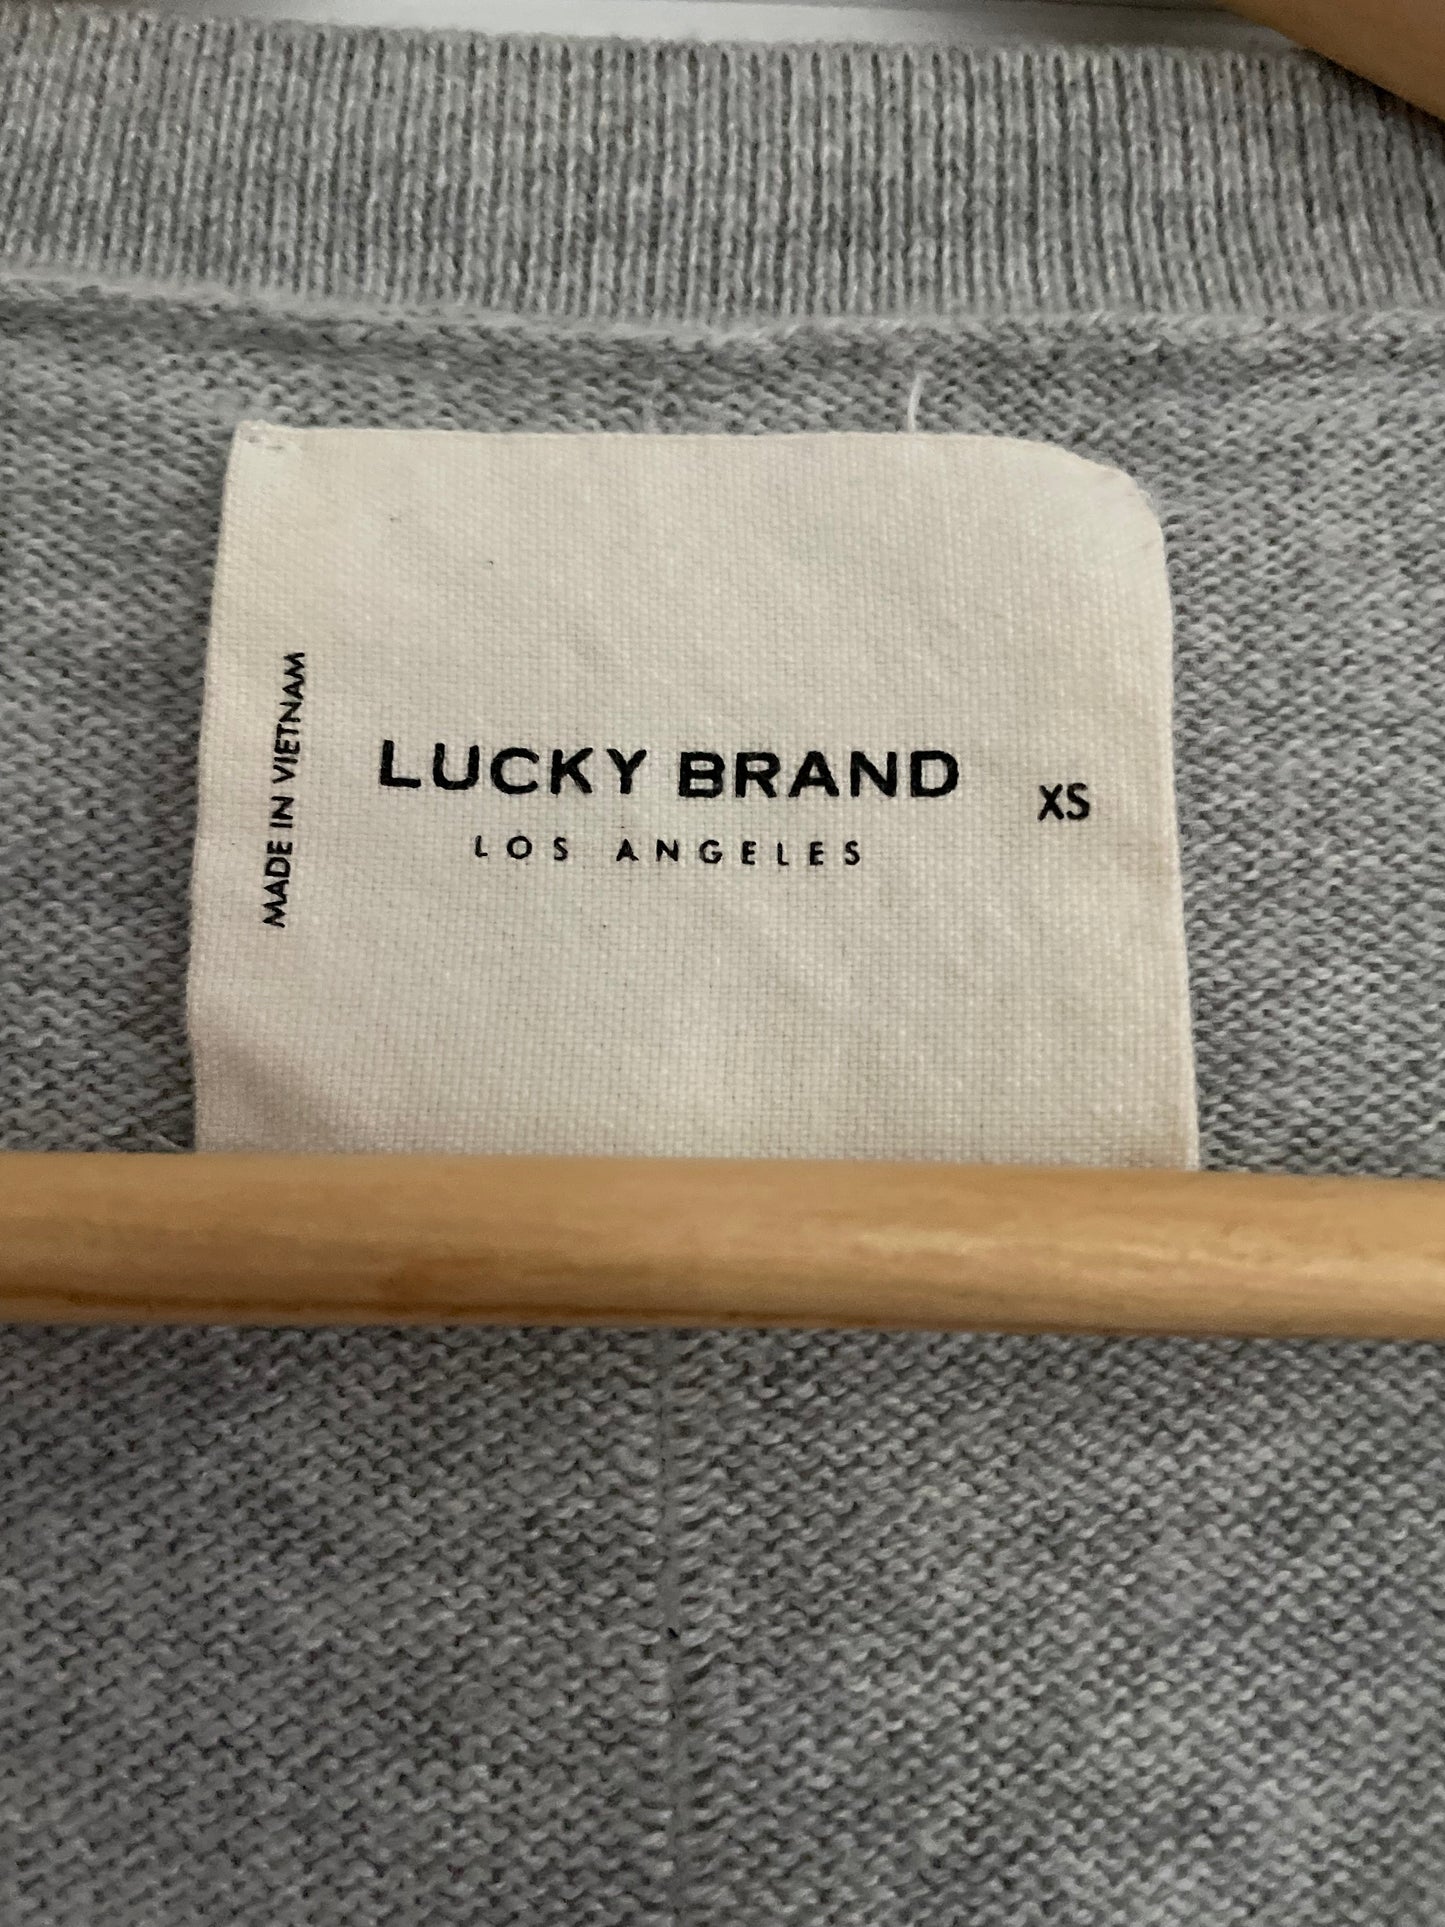 MADE IN VIETNAM
LUCKY BRAND
LOS ANGELES
XS